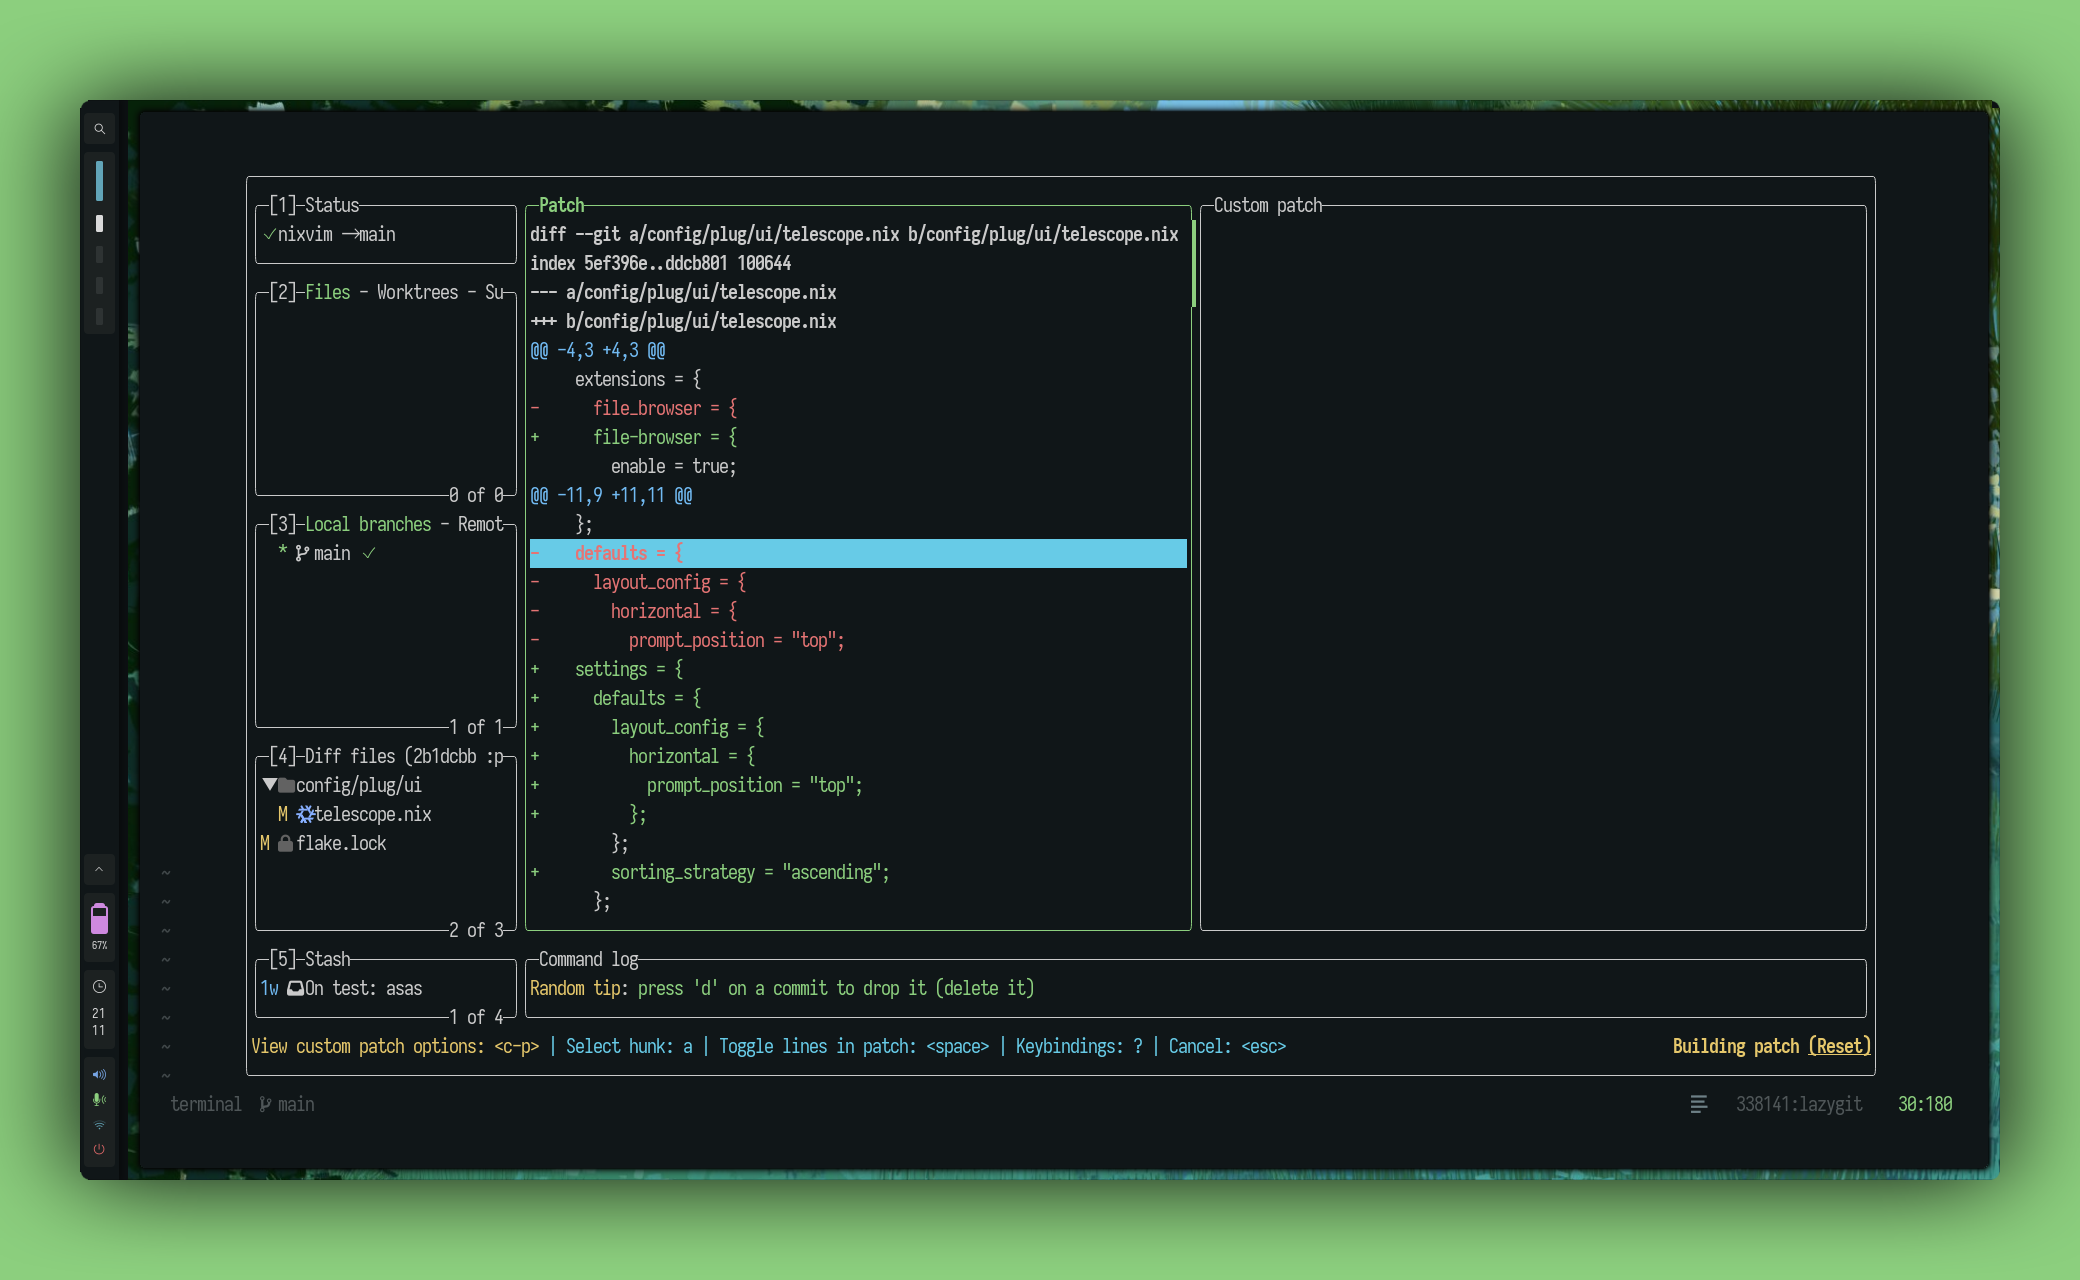 [1]-Status
✓nixvim →main
[2]-Files - Worktrees - Su
0 of 0
[3]-Local branches - Remot
* main ✓
1 of 1
[4]-Diff files (2b1dcbb :p
▼config/plug/ui
M telescope.nix
M flake.lock
2 of 3
[5]-Stash
1w On test: asas
1 of 4
Patch
diff --git a/config/plug/ui/telescope.nix b/config/plug/ui/telescope.nix
index 5ef396e..ddcb801 100644
--- a/config/plug/ui/telescope.nix
+++ b/config/plug/ui/telescope.nix
@@ -4,3 +4,3 @@
     extensions = {
-      file_browser = {
+      file-browser = {
         enable = true;
@@ -11,9 +11,11 @@
     };
-    defaults = {
-      layout_config = {
-        horizontal = {
-          prompt_position = "top";
+    settings = {
+      defaults = {
+        layout_config = {
+          horizontal = {
+            prompt_position = "top";
+          };
         };
+        sorting_strategy = "ascending";
       };
Custom patch
Command log
Random tip: press 'd' on a commit to drop it (delete it)
View custom patch options: <c-p> | Select hunk: a | Toggle lines in patch: <space> | Keybindings: ? | Cancel: <esc>
Building patch (Reset)
~
~
~
~
~
~
~
~
terminal main
338141:lazygit 30:180
67%
21
11